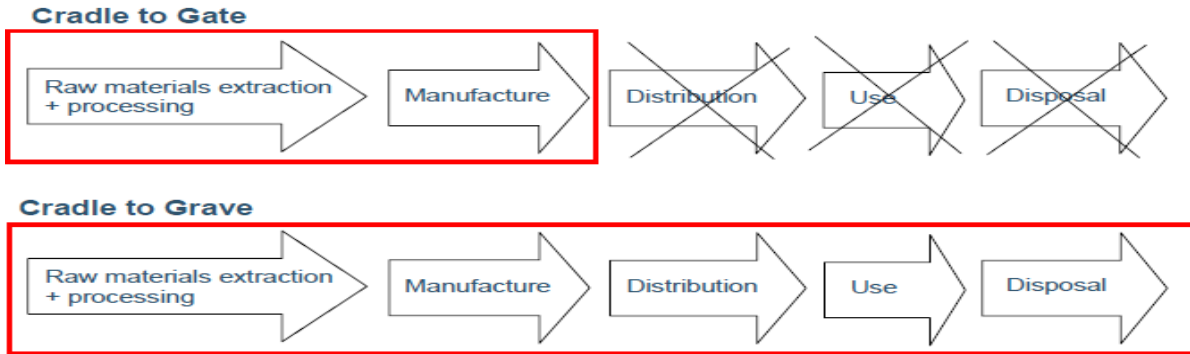 Cradle to Gate
Raw materials extraction
+ processing
Manufacture
Distribution
Use
Disposal
Cradle to Grave
Raw materials extraction
+ processing
Manufacture
Distribution
Use
Disposal